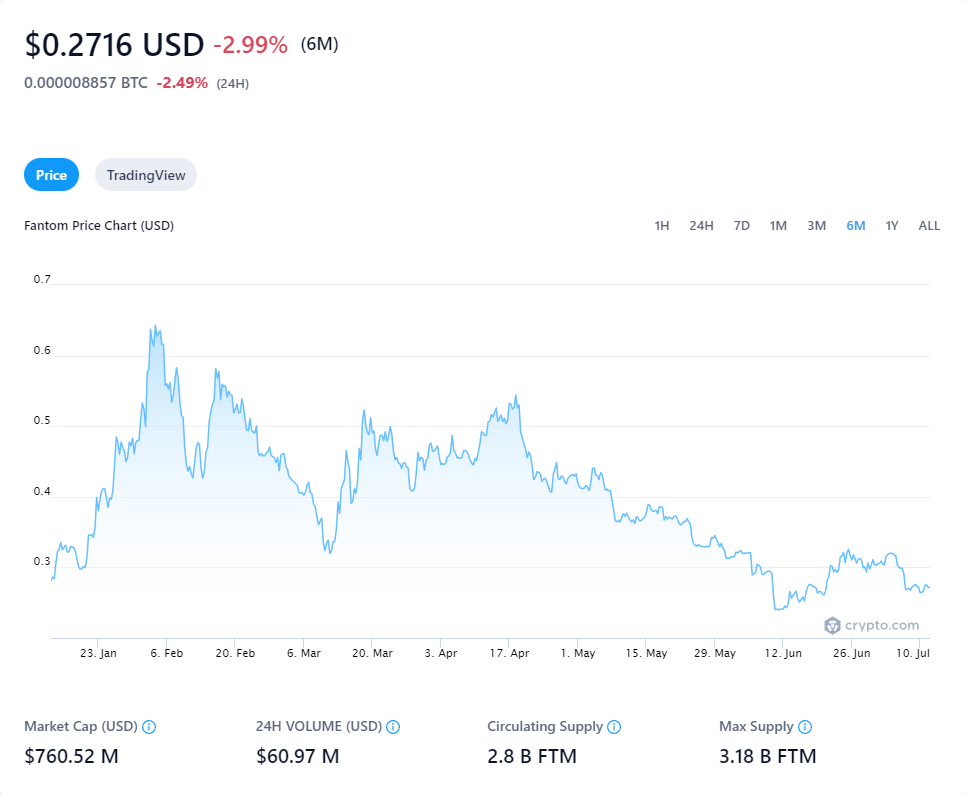 $0.2716 USD -2.99% (6M)
0.000008857 BTC -2.49% (24H)
Price TradingView
Fantom Price Chart (USD) 1H 24H 7D 1M 3M 6M 1Y ALL
0.7
0.6
0.5
0.4
0.3
crypto.com
23. Jan 6. Feb 20. Feb 6. Mar 20. Mar 3. Apr 17. Apr 1. May 15. May 29. May 12. Jun 26. Jun 10. Jul
Market Cap (USD) 24H VOLUME (USD) Circulating Supply Max Supply
$760.52 M $60.97 M 2.8 B FTM 3.18 B FTM